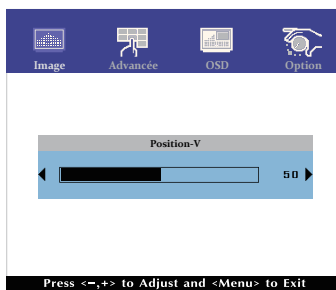 Image Advancée OSD Option
Position-V
50
Press <–,+> to Adjust and <Menu> to Exit